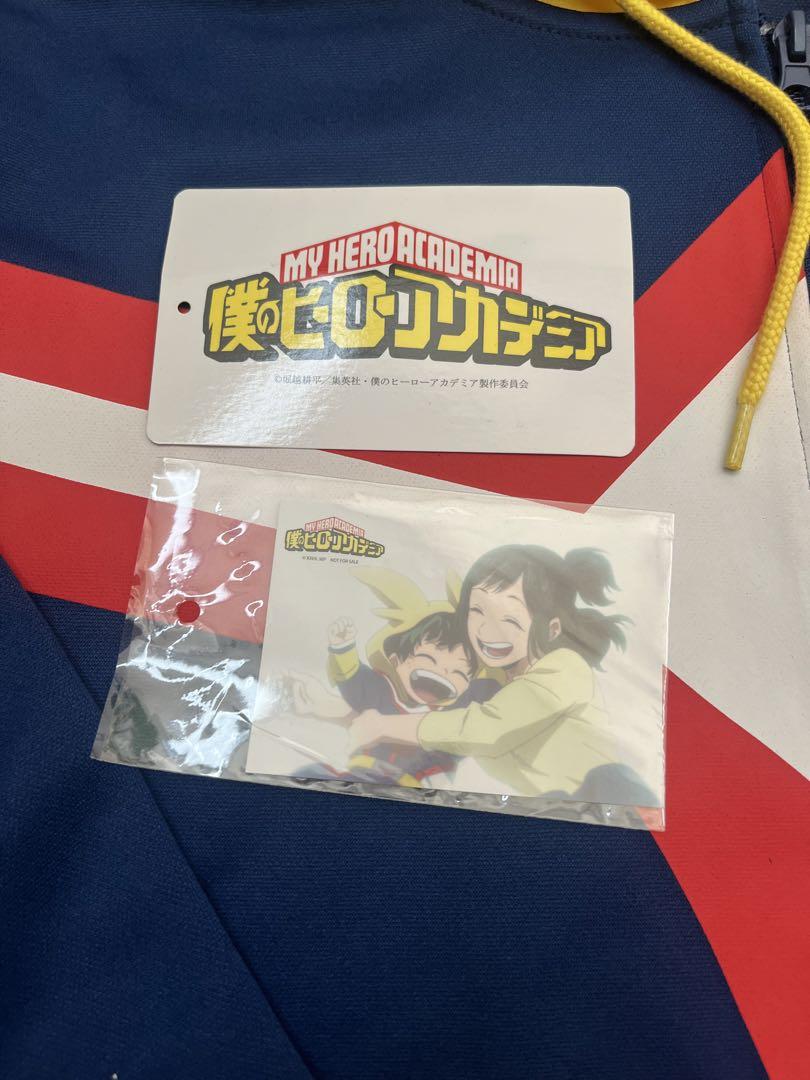 MY HERO ACADEMIA
僕のヒーローアカデミア
©堀越耕平／集英社・僕のヒーローアカデミア製作委員会
MY HERO ACADEMIA
僕のヒーローアカデミア
© K.H/S, MP NOT FOR SALE